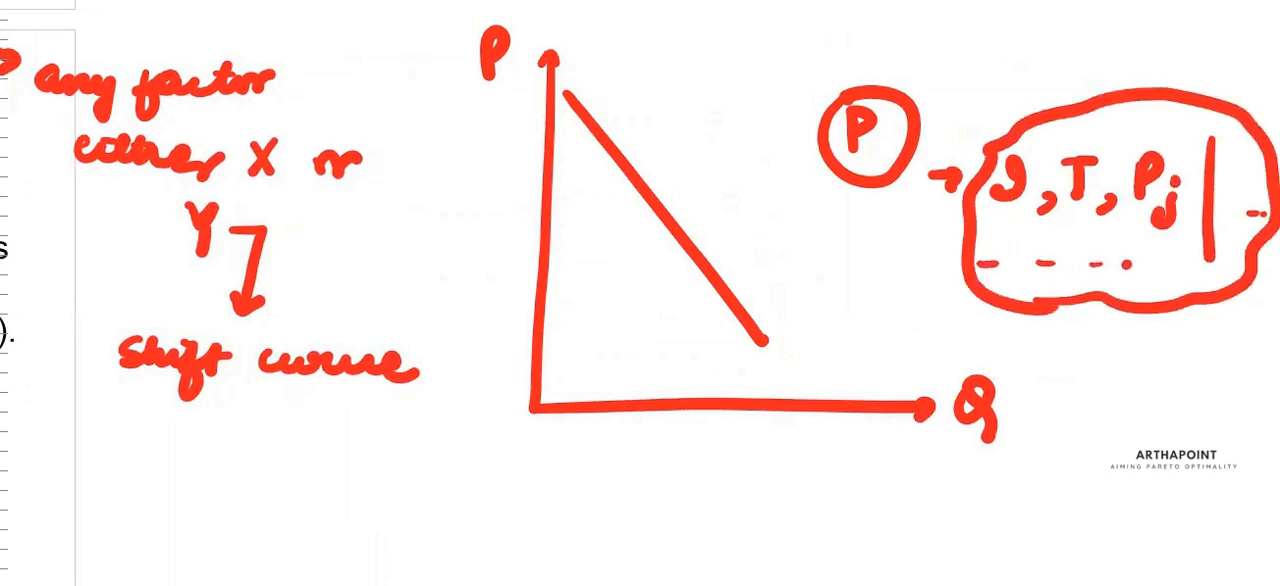 any factor
either X or
Y
shift curve
P
Q
P
I, T, Pj
s
).
ARTHAPOINT
AIMING PARETO OPTIMALITY